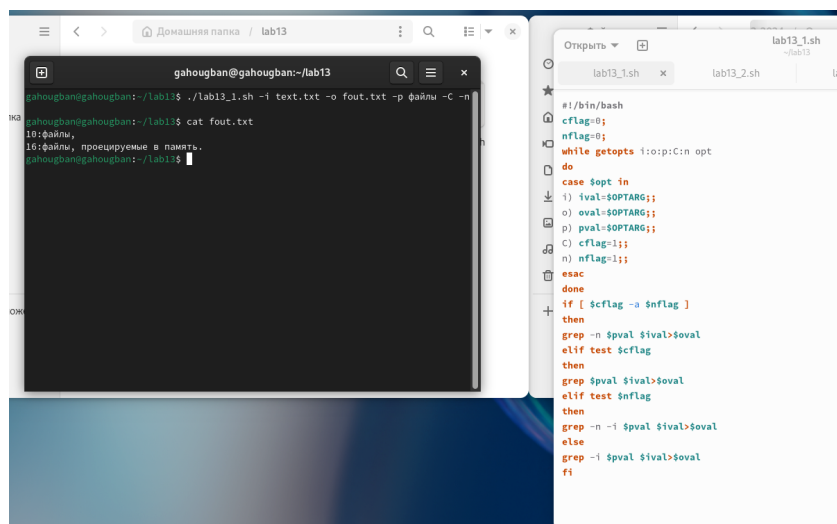 Домашняя папка / lab13
gahougban@gahougban:~/lab13
gahougban@gahougban:~/lab13$ ./lab13_1.sh -i text.txt -o fout.txt -p файлы -C -n
gahougban@gahougban:~/lab13$ cat fout.txt
10:файлы,
16:файлы, проецируемые в память.
gahougban@gahougban:~/lab13$
Открыть
lab13_1.sh
~/lab13
lab13_1.sh
lab13_2.sh
#!/bin/bash
cflag=0;
nflag=0;
while getopts i:o:p:C:n opt
do
case $opt in
i) ival=$OPTARG;;
o) oval=$OPTARG;;
p) pval=$OPTARG;;
C) cflag=1;;
n) nflag=1;;
esac
done
if [ $cflag -a $nflag ]
then
grep -n $pval $ival>$oval
elif test $cflag
then
grep $pval $ival>$oval
elif test $nflag
then
grep -n -i $pval $ival>$oval
else
grep -i $pval $ival>$oval
fi